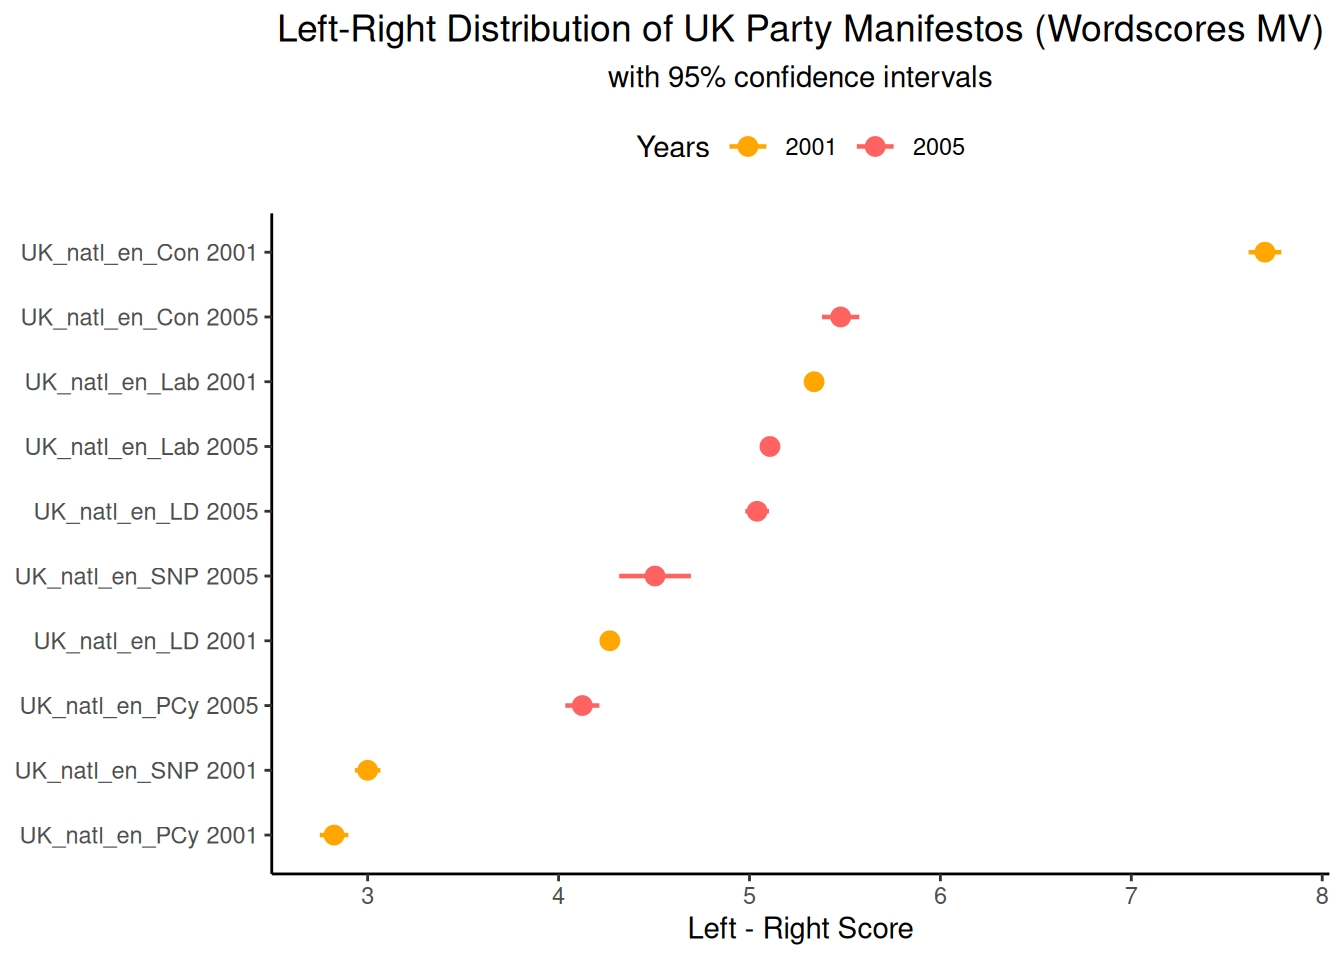 Left-Right Distribution of UK Party Manifestos (Wordscores MV)
with 95% confidence intervals
Years 2001 2005
UK_natl_en_Con 2001
UK_natl_en_Con 2005
UK_natl_en_Lab 2001
UK_natl_en_Lab 2005
UK_natl_en_LD 2005
UK_natl_en_SNP 2005
UK_natl_en_LD 2001
UK_natl_en_PCy 2005
UK_natl_en_SNP 2001
UK_natl_en_PCy 2001
3 4 5 6 7 8
Left - Right Score